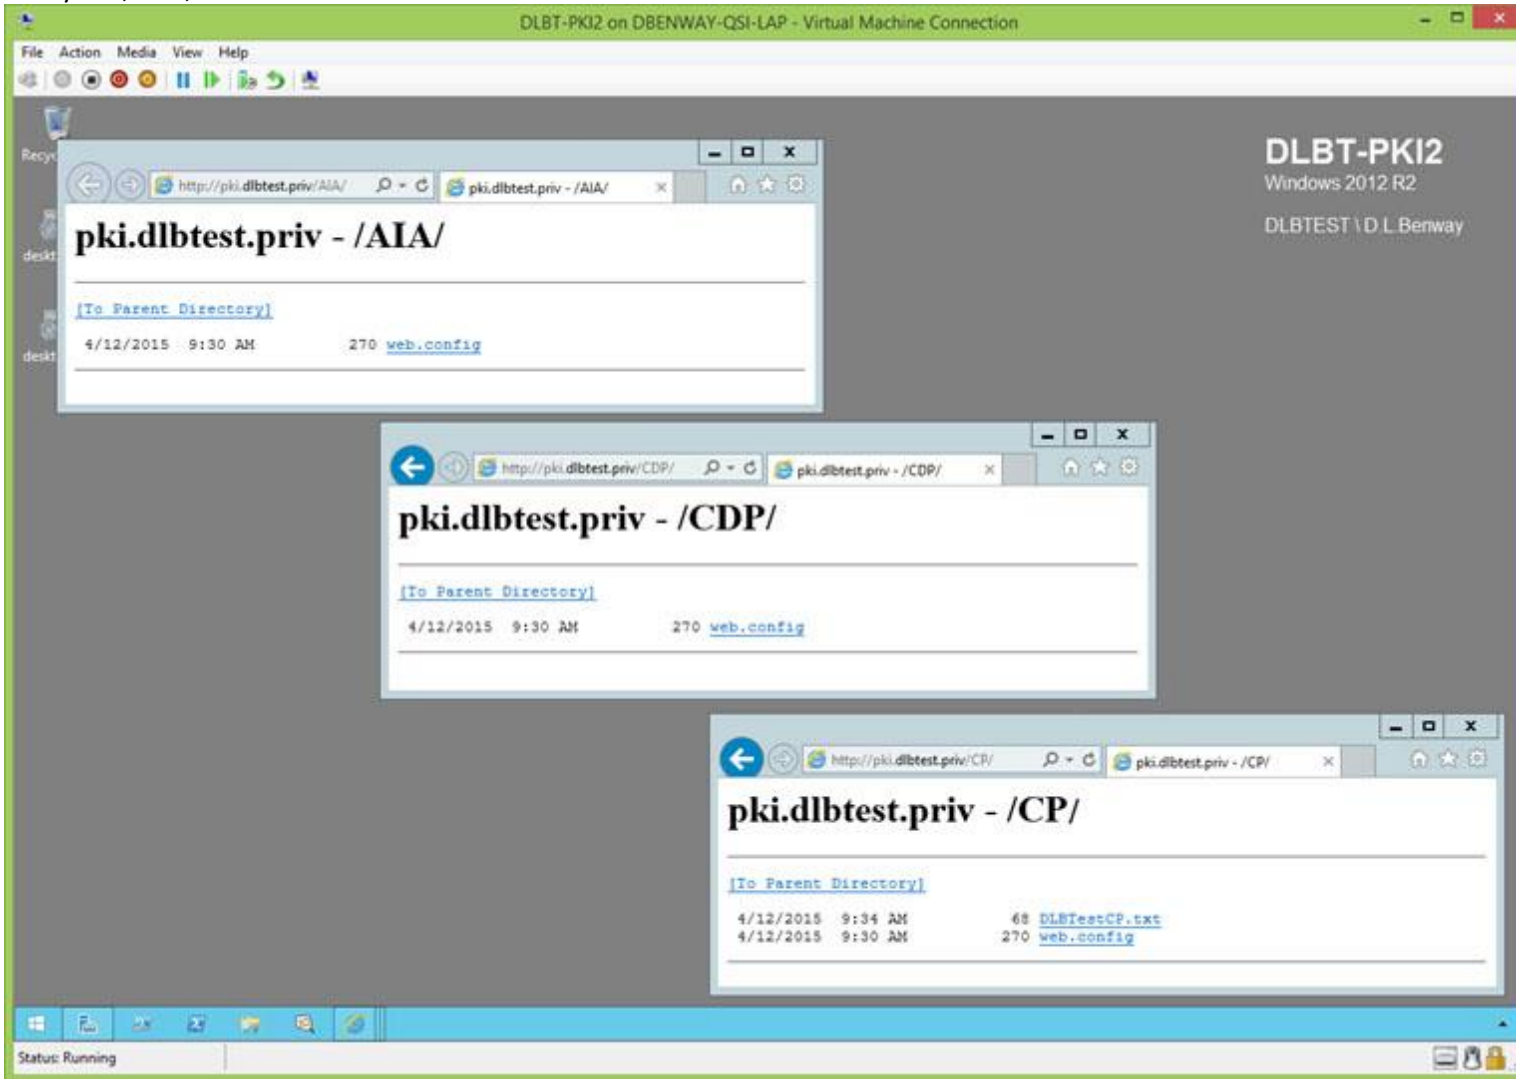 DLBT-PKI2 on DBENWAY-QSI-LAP - Virtual Machine Connection
File Action Media View Help
DLBT-PKI2
Windows 2012 R2
DLBTEST \ D.L.Benway
http://pki.dlbtest.priv/AIA/
pki.dlbtest.priv - /AIA/
pki.dlbtest.priv - /AIA/
[To Parent Directory]
4/12/2015 9:30 AM 270 web.config
http://pki.dlbtest.priv/CDP/
pki.dlbtest.priv - /CDP/
pki.dlbtest.priv - /CDP/
[To Parent Directory]
4/12/2015 9:30 AM 270 web.config
http://pki.dlbtest.priv/CP/
pki.dlbtest.priv - /CP/
pki.dlbtest.priv - /CP/
[To Parent Directory]
4/12/2015 9:34 AM 68 DLBTestCP.txt
4/12/2015 9:30 AM 270 web.config
Status: Running